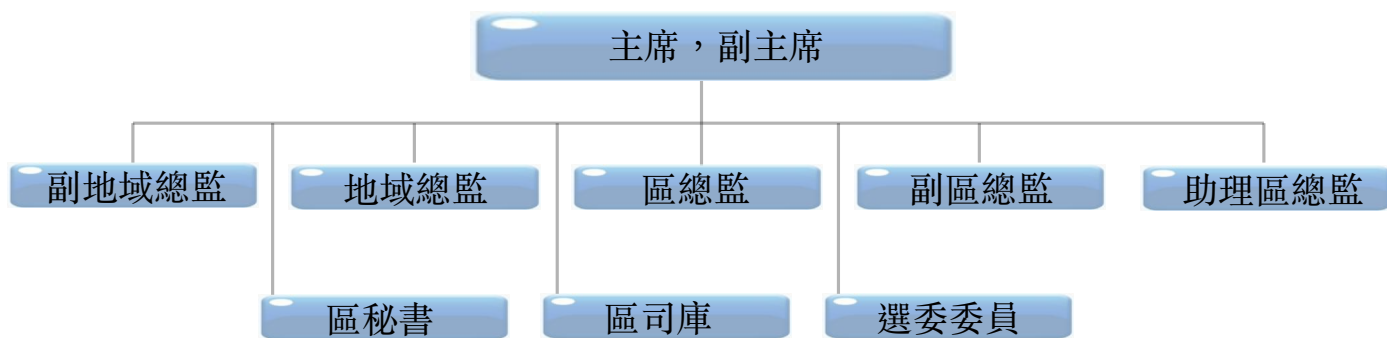 主席，副主席
副地域總監
地域總監
區總監
副區總監
助理區總監
區秘書
區司庫
選委委員